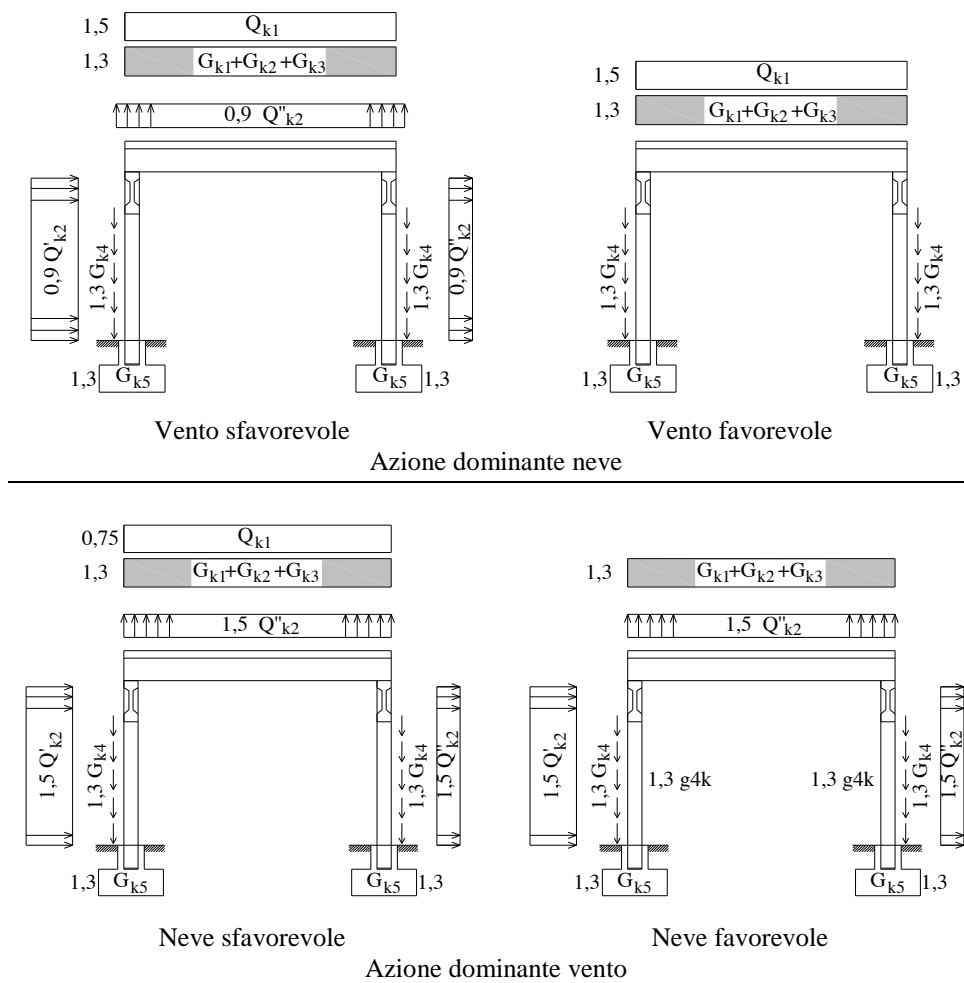 1,5 Q_k1
1,3 G_k1+G_k2+G_k3
0,9 Q''_k2
0,9 Q'_k2
1,3 G_k4
1,3 G_k4
0,9 Q''_k2
1,3 G_k5
G_k5 1,3
Vento sfavorevole
1,5 Q_k1
1,3 G_k1+G_k2+G_k3
1,3 G_k4
1,3 G_k4
1,3 G_k5
G_k5 1,3
Vento favorevole
Azione dominante neve
0,75 Q_k1
1,3 G_k1+G_k2+G_k3
1,5 Q''_k2
1,5 Q'_k2
1,3 G_k4
1,3 G_k4
1,5 Q''_k2
1,3 G_k5
G_k5 1,3
Neve sfavorevole
1,3 G_k1+G_k2+G_k3
1,5 Q''_k2
1,5 Q'_k2
1,3 G_k4
1,3 g4k
1,3 g4k
1,3 G_k4
1,5 Q''_k2
1,3 G_k5
G_k5 1,3
Neve favorevole
Azione dominante vento